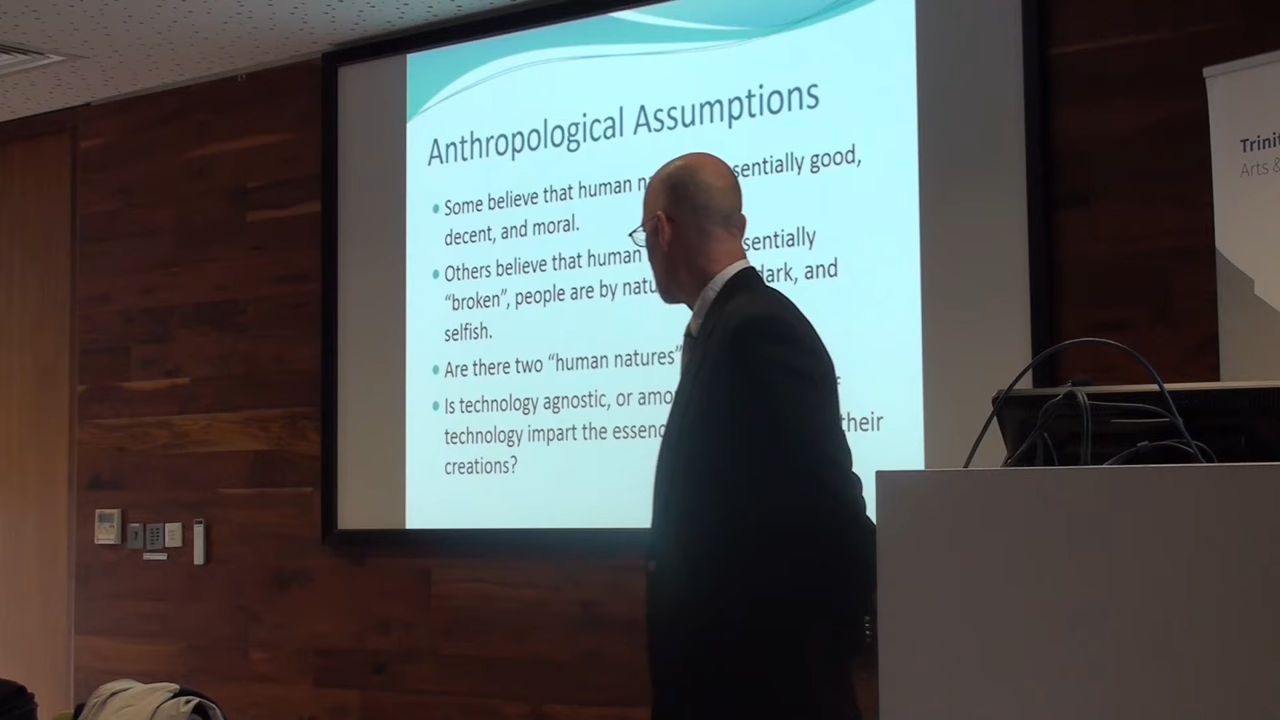 Anthropological Assumptions
Some believe that human sentially good,
decent, and moral.
Others believe that human sentially
“broken”, people are by natu dark, and
selfish.
Are there two “human natures”
Is technology agnostic, or amo
technology impart the essenc their
creations?
Trini
Arts &